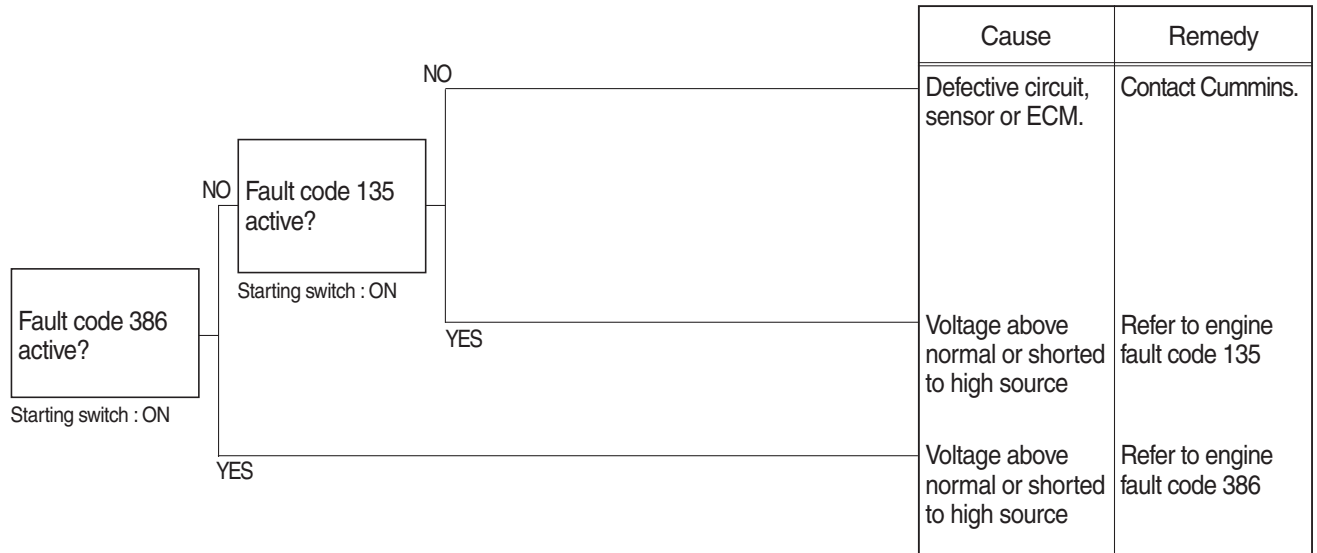 Cause
Remedy
NO
Defective circuit,
sensor or ECM.
Contact Cummins.
NO
Fault code 135
active?
Starting switch : ON
Fault code 386
active?
Starting switch : ON
YES
Voltage above
normal or shorted
to high source
Refer to engine
fault code 135
YES
Voltage above
normal or shorted
to high source
Refer to engine
fault code 386